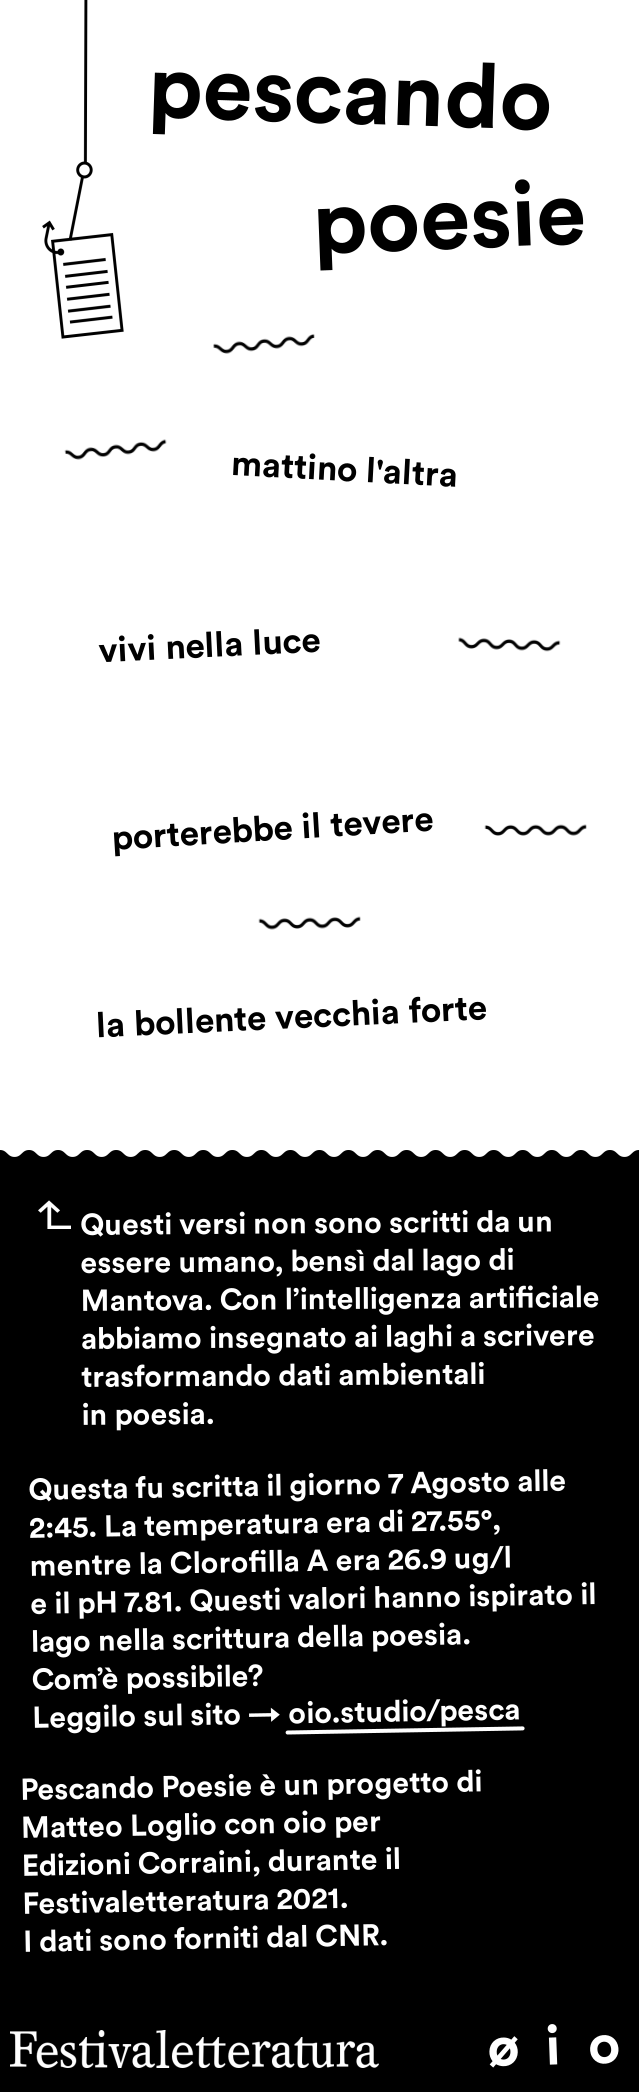 pescando
poesie
mattino l'altra
vivi nella luce
porterebbe il tevere
la bollente vecchia forte
Questi versi non sono scritti da un
essere umano, bensì dal lago di
Mantova. Con l’intelligenza artificiale
abbiamo insegnato ai laghi a scrivere
trasformando dati ambientali
in poesia.
Questa fu scritta il giorno 7 Agosto alle
2:45. La temperatura era di 27.55°,
mentre la Clorofilla A era 26.9 ug/l
e il pH 7.81. Questi valori hanno ispirato il
lago nella scrittura della poesia.
Com’è possibile?
Leggilo sul sito → oio.studio/pesca
Pescando Poesie è un progetto di
Matteo Loglio con oio per
Edizioni Corraini, durante il
Festivaletteratura 2021.
I dati sono forniti dal CNR.
Festivaletteratura ø i o